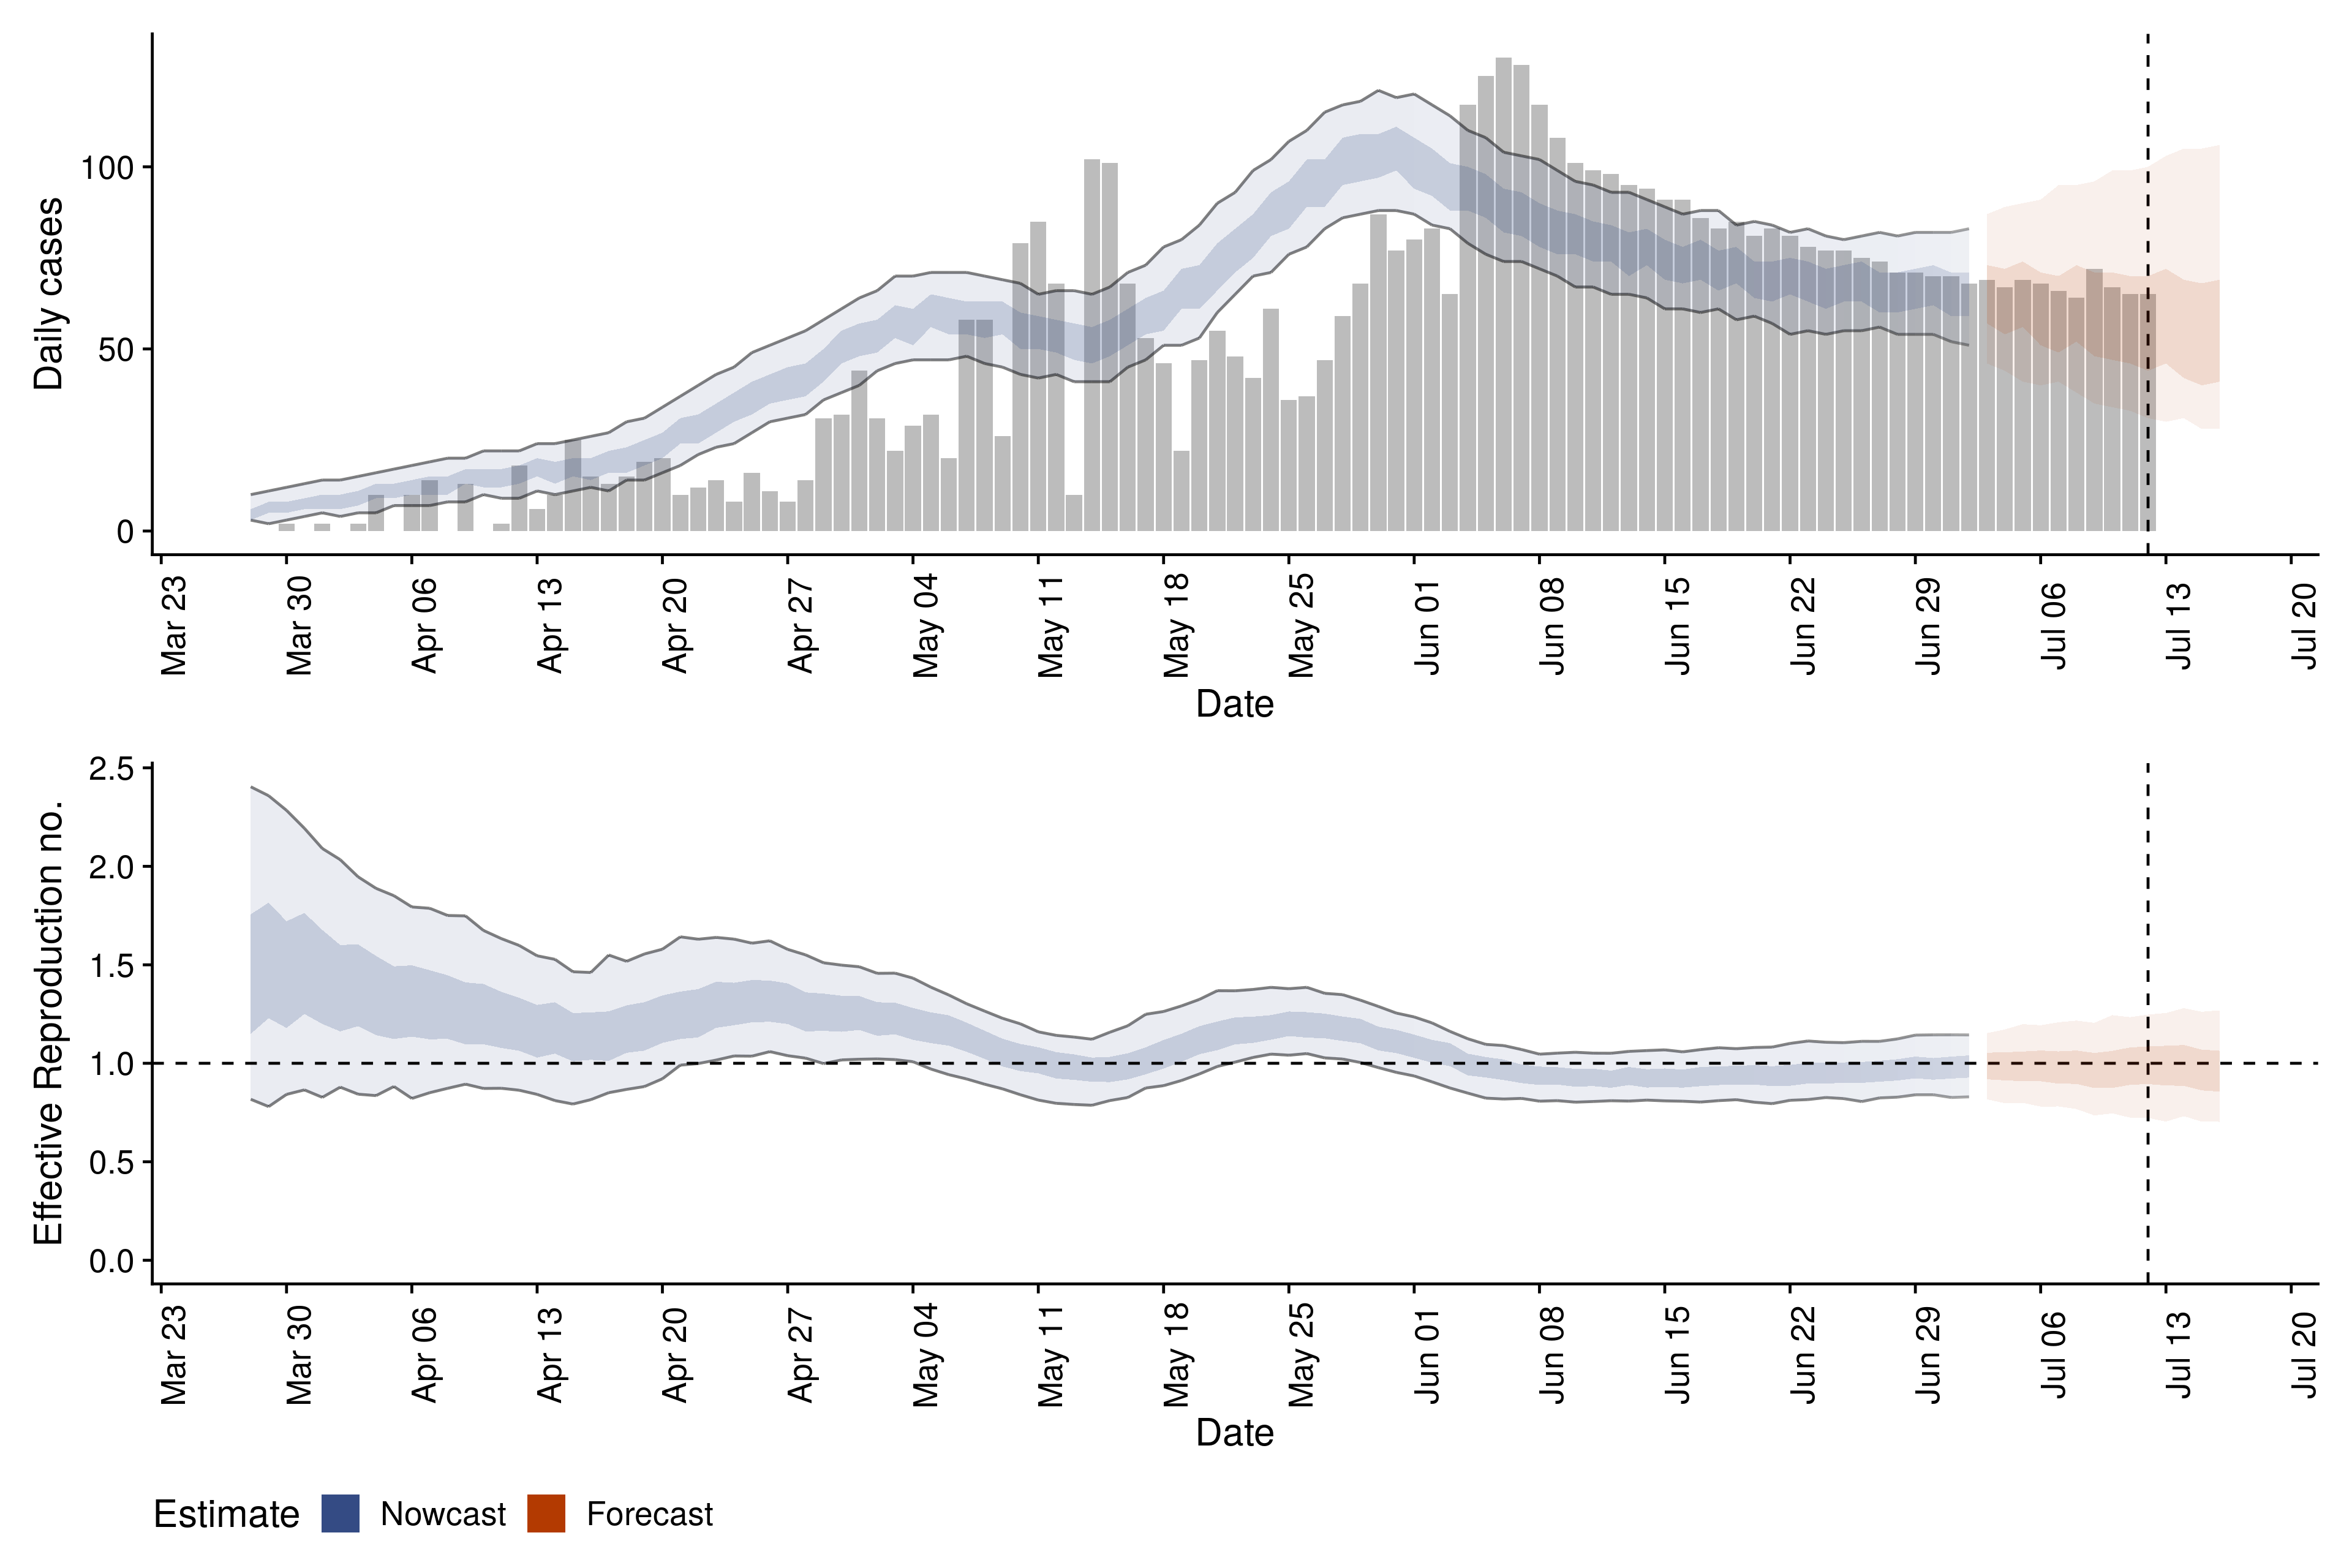 Daily cases
100
50
0
Mar 23 Mar 30 Apr 06 Apr 13 Apr 20 Apr 27 May 04 May 11 May 18 May 25 Jun 01 Jun 08 Jun 15 Jun 22 Jun 29 Jul 06 Jul 13 Jul 20
Date
Effective Reproduction no.
2.5
2.0
1.5
1.0
0.5
0.0
Mar 23 Mar 30 Apr 06 Apr 13 Apr 20 Apr 27 May 04 May 11 May 18 May 25 Jun 01 Jun 08 Jun 15 Jun 22 Jun 29 Jul 06 Jul 13 Jul 20
Date
Estimate Nowcast Forecast